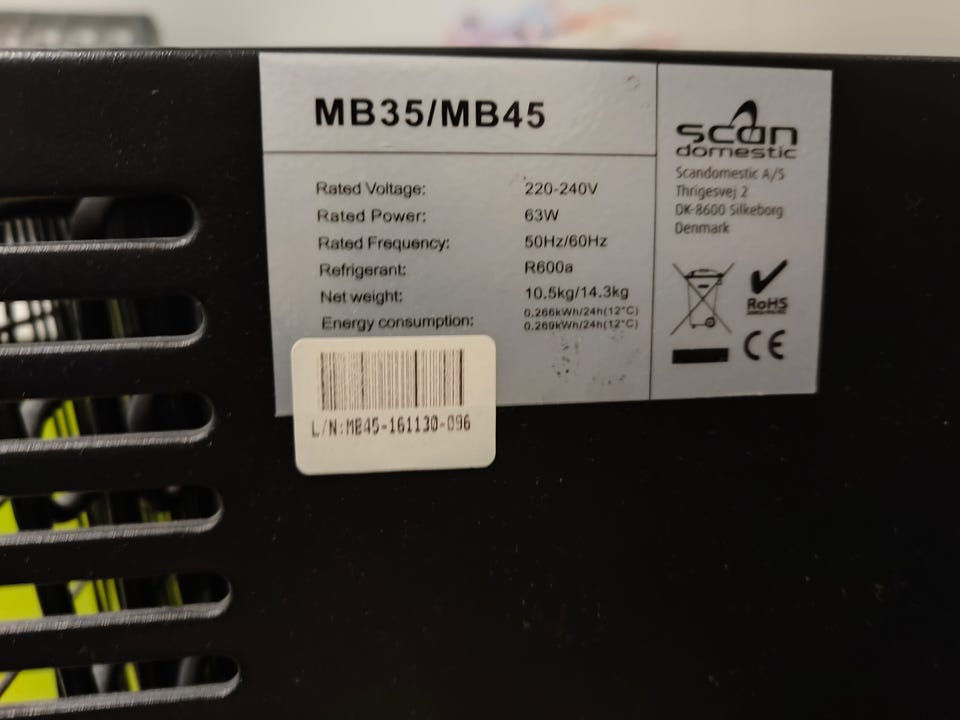 MB35/MB45
Rated Voltage: 220-240V
Rated Power: 63W
Rated Frequency: 50Hz/60Hz
Refrigerant: R600a
Net weight: 10.5kg/14.3kg
Energy consumption: 0.266kWh/24h(12°C)
0.269kWh/24h(12°C)
L/N:MB45-161130-096
scan
domestic
Scandomestic A/S
Thrigesvej 2
DK-8600 Silkeborg
Denmark
RoHS
CE